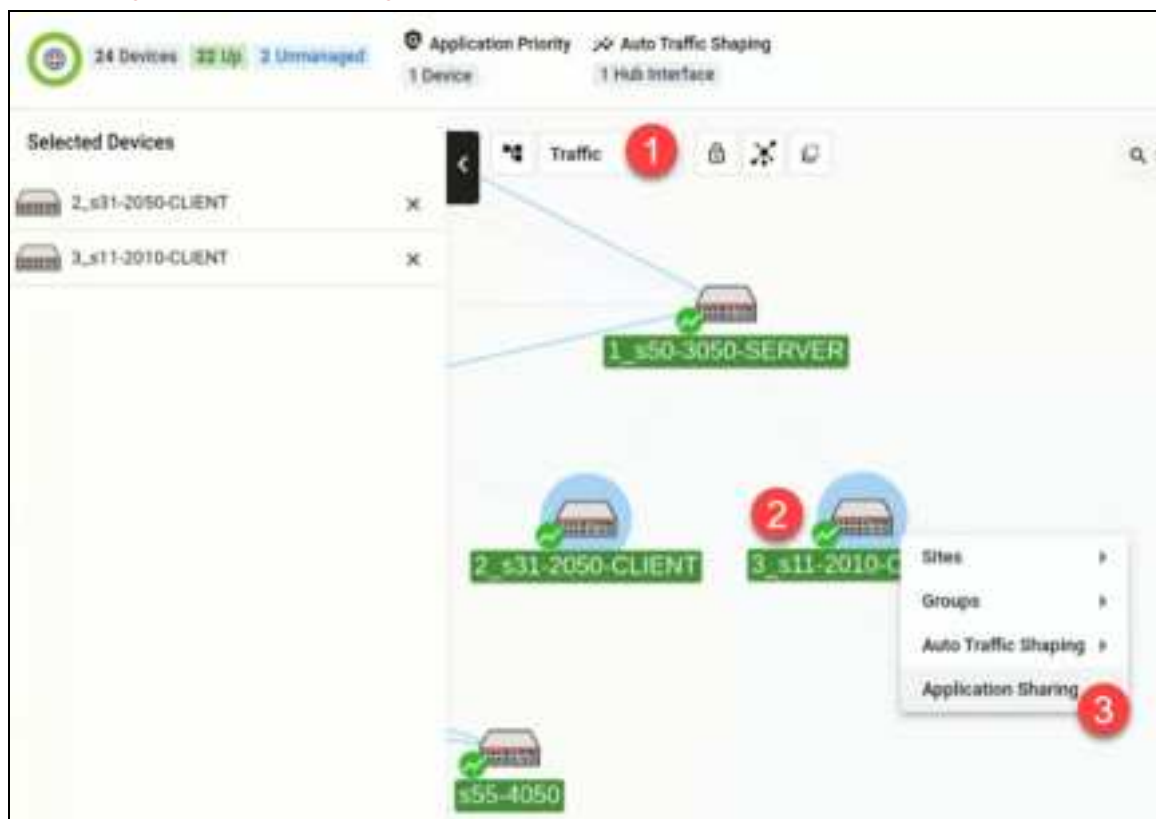 24 Devices 22 Up 2 Unmanaged
Application Priority
1 Device
Auto Traffic Shaping
1 Hub Interface
Selected Devices
2_s31-2050-CLIENT
3_s11-2010-CLIENT
Traffic
1
1_s50-3050-SERVER
2
2_s31-2050-CLIENT
3_s11-2010-C
Sites
Groups
Auto Traffic Shaping
Application Sharing
3
s55-4050